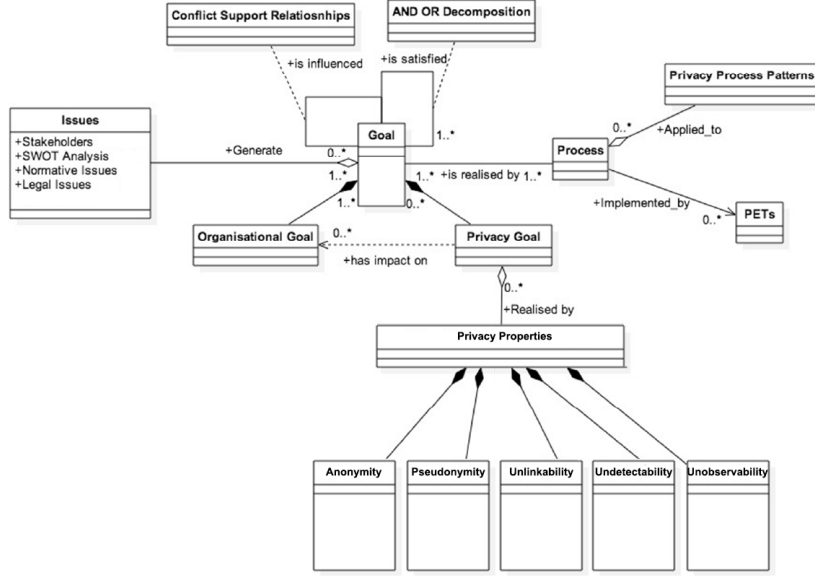 Conflict Support Relatiosnhips
AND OR Decomposition
+is influenced
+is satisfied
Privacy Process Patterns
Issues
+Stakeholders
+SWOT Analysis
+Normative Issues
+Legal Issues
+Generate
0..*
Goal
1..*
0..*
+Applied_to
Process
1..*
1..*
+is realised by
1..*
1..*
0..*
+Implemented_by
0..*
PETs
Organisational Goal
0..*
+has impact on
Privacy Goal
0..*
+Realised by
Privacy Properties
Anonymity
Pseudonymity
Unlinkability
Undetectability
Unobservability